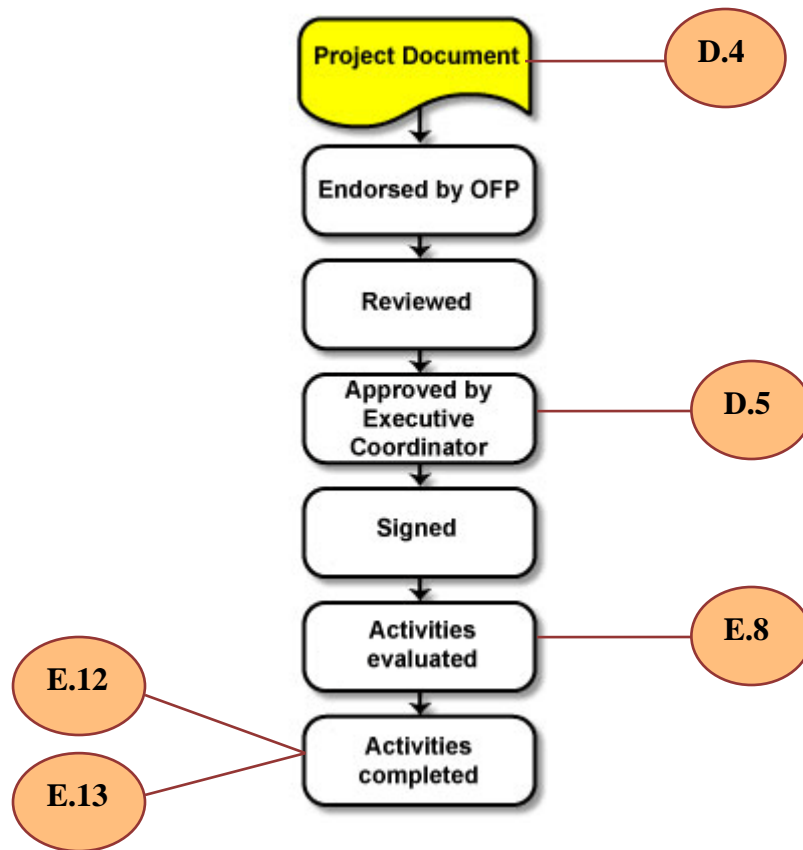 Project Document
D.4
Endorsed by OFP
Reviewed
Approved by
Executive
Coordinator
D.5
Signed
Activities
evaluated
E.8
E.12
Activities
completed
E.13